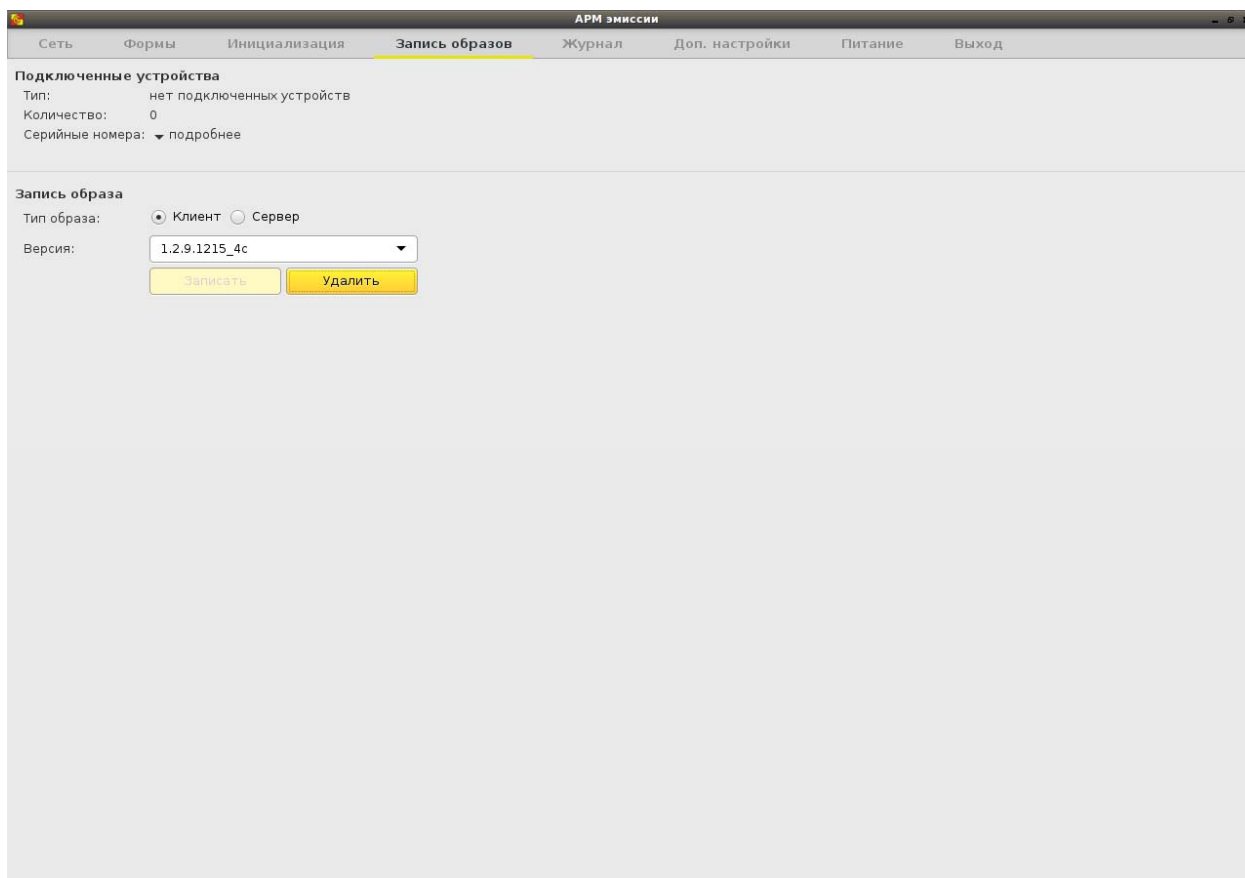 АРМ эмиссии
Сеть Формы Инициализация Запись образов Журнал Доп. настройки Питание Выход
Подключенные устройства
Тип: нет подключенных устройств
Количество: 0
Серийные номера: подробнее
Запись образа
Тип образа: Клиент Сервер
Версия: 1.2.9.1215_4c
Записать Удалить